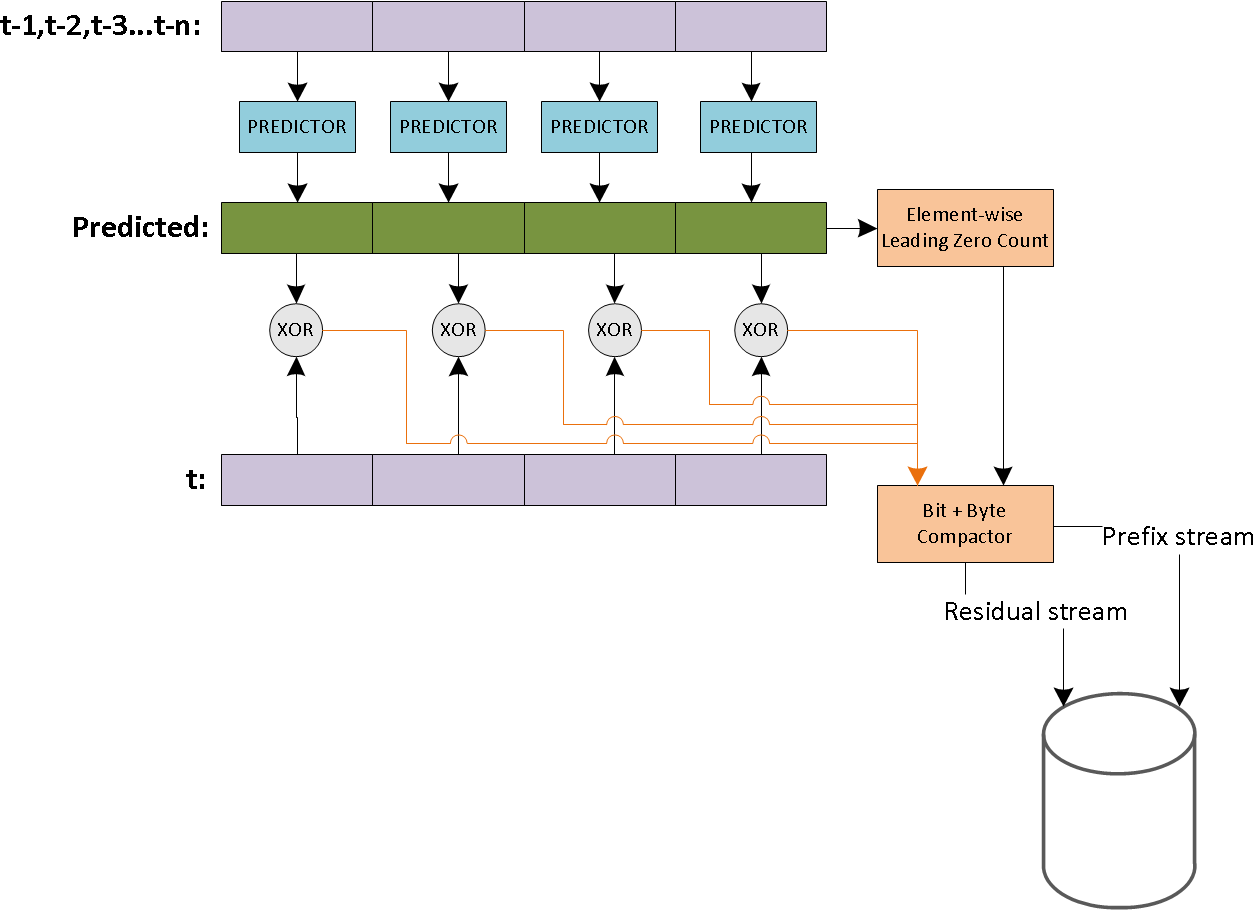 t-1,t-2,t-3...t-n:
PREDICTOR
PREDICTOR
PREDICTOR
PREDICTOR
Predicted:
Element-wise
Leading Zero Count
XOR
XOR
XOR
XOR
t:
Bit + Byte
Compactor
Prefix stream
Residual stream